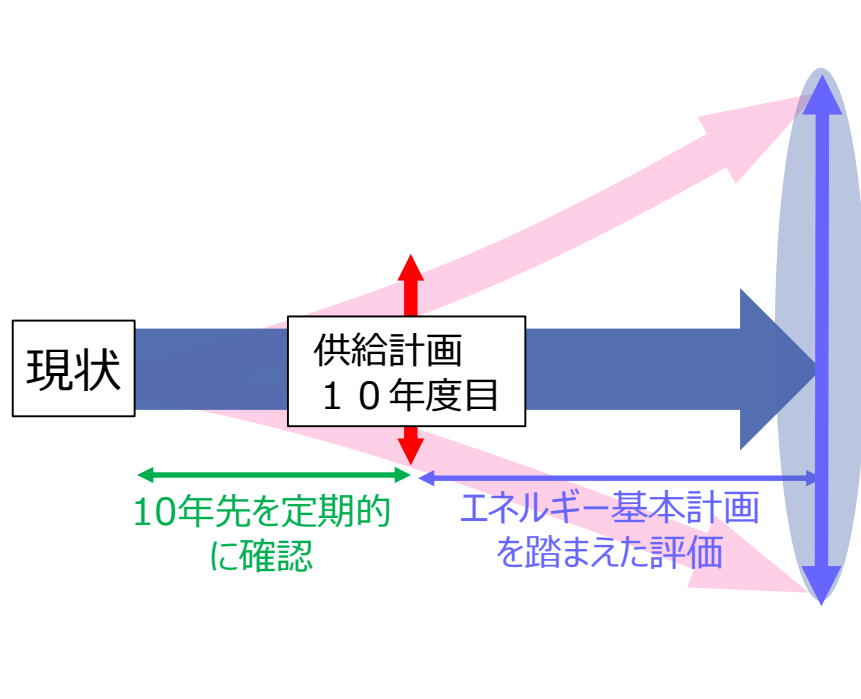 現状
供給計画
１０年度目
10年先を定期的
に確認
エネルギー基本計画
を踏まえた評価